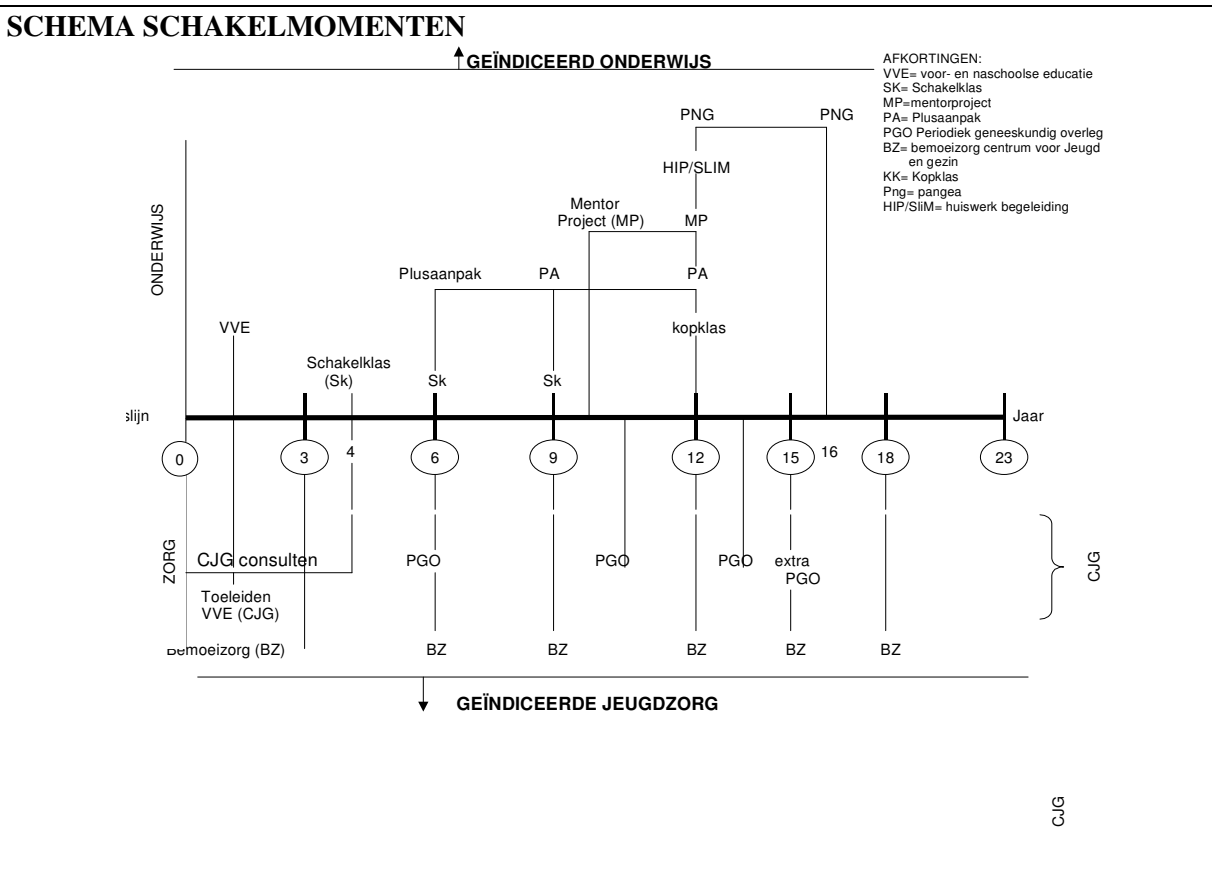 SCHEMA SCHAKELMOMENTEN
GEÏNDICEERD ONDERWIJS
AFKORTINGEN:
VVE= voor- en naschoolse educatie
SK= Schakelklas
MP=mentorproject
PA= Plusaanpak
PGO Periodiek geneeskundig overleg
BZ= bemoeizorg centrum voor Jeugd
en gezin
KK= Kopklas
Png= pangea
HIP/SliM= huiswerk begeleiding
PNG PNG
HIP/SLIM
Mentor
Project (MP) MP
ONDERWIJS
Plusaanpak PA PA
VVE kopklas
Schakelklas
(Sk) Sk Sk
slijn Jaar
0 3 4 6 9 12 15 16 18 23
ZORG
CJG consulten PGO PGO PGO extra
PGO
CJG
Toeleiden
VVE (CJG)
Bemoeizorg (BZ) BZ BZ BZ BZ BZ
GEÏNDICEERDE JEUGDZORG
CJG